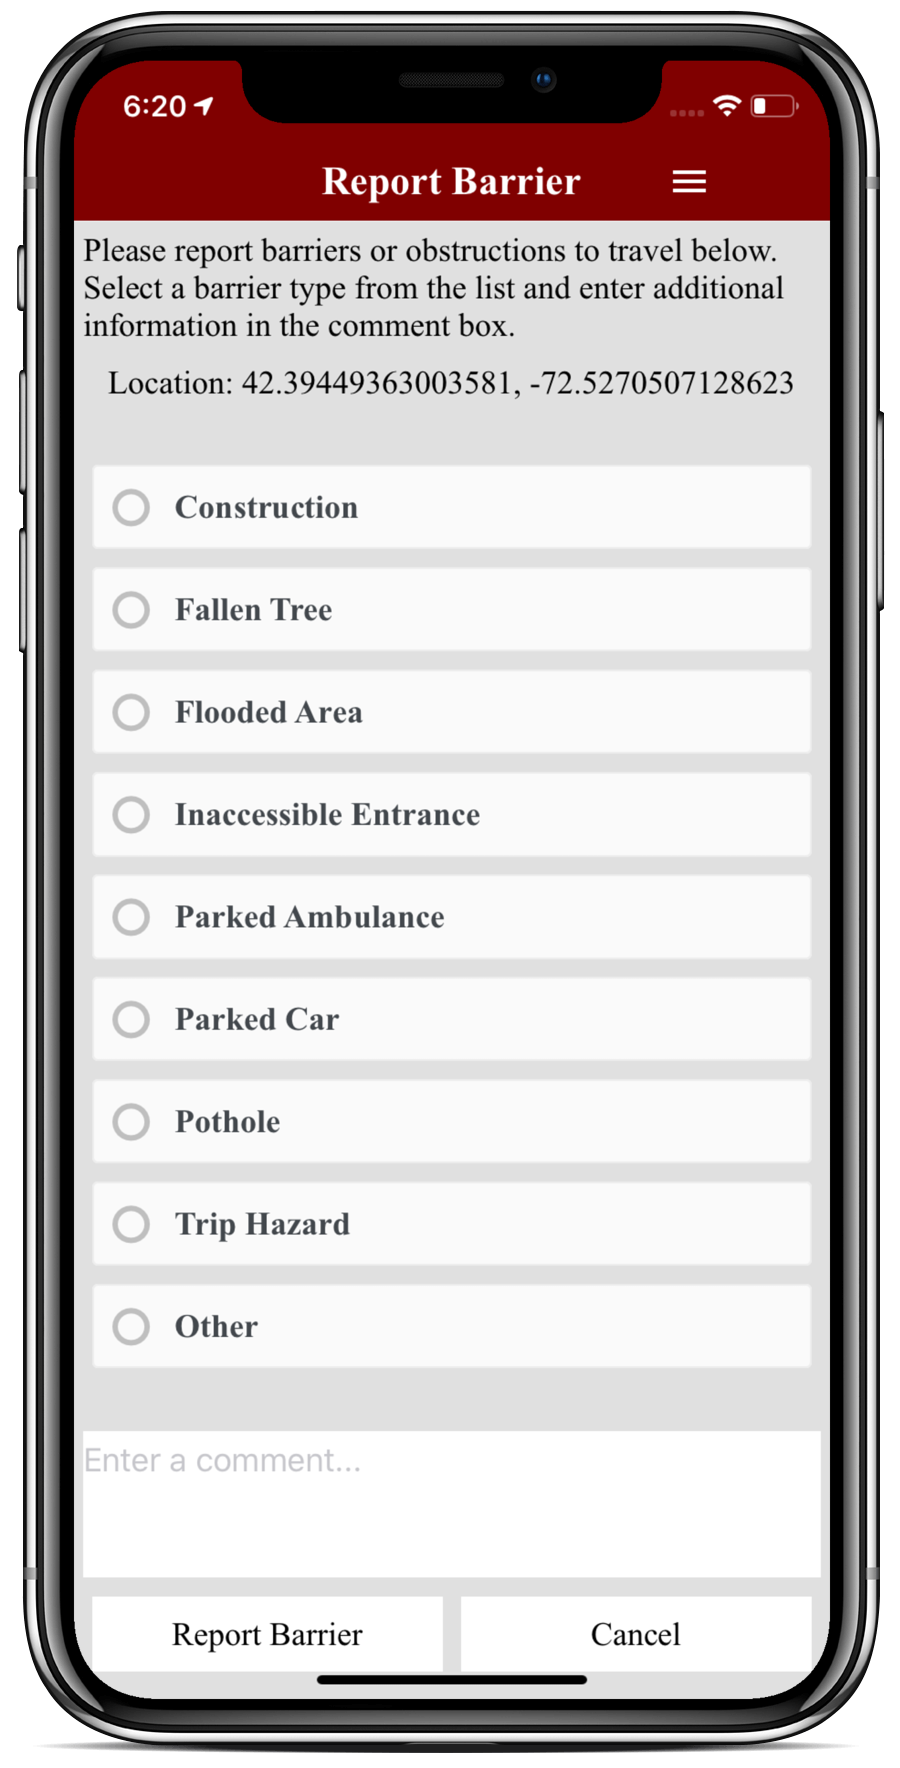 6:20
Report Barrier
Please report barriers or obstructions to travel below.
Select a barrier type from the list and enter additional
information in the comment box.
Location: 42.39449363003581, -72.5270507128623
Construction
Fallen Tree
Flooded Area
Inaccessible Entrance
Parked Ambulance
Parked Car
Pothole
Trip Hazard
Other
Enter a comment...
Report Barrier
Cancel